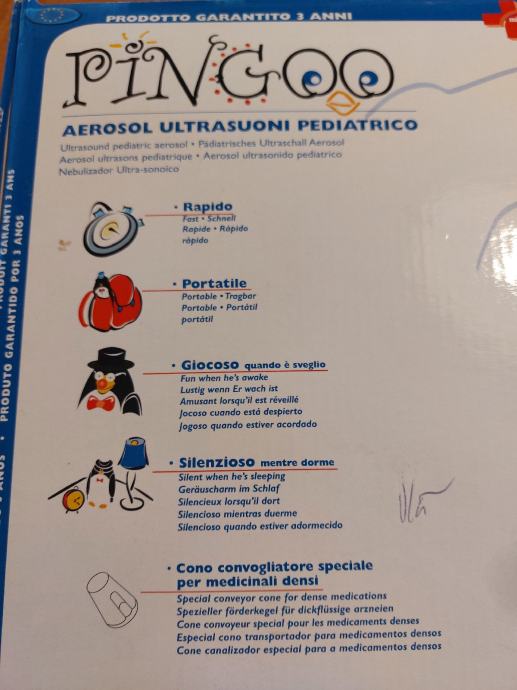 PRODOTTO GARANTITO 3 ANNI
PiNGOO
AEROSOL ULTRASUONI PEDIATRICO
Ultrasound pediatric aerosol • Pädiatrisches Ultraschall Aerosol
Aerosol ultrasons pediatrique • Aerosol ultrasonido pediatrico
Nebulizador Ultra-sonoico
• Rapido
Fast • Schnell
Rapide • Rápido
rápido
• Portatile
Portable • Tragbar
Portable • Portátil
portátil
• Giocoso quando è sveglio
Fun when he's awake
Lustig wenn Er wach ist
Amusant lorsqu'il est réveillé
Jocoso cuando está despierto
Jogoso quando estiver acordado
• Silenzioso mentre dorme
Silent when he's sleeping
Geräuscharm im Schlaf
Silencieux lorsqu'il dort
Silencioso mientras duerme
Silencioso quando estiver adormecido
• Cono convogliatore speciale
per medicinali densi
Special conveyor cone for dense medications
Spezieller förderkegel für dickflüssige arzneien
Cone convoyeur special pour les medicaments denses
Especial cono transportador para medicamentos densos
Cone canalizador especial para a medicamentos densos
PRODUIT GARANTI 3 ANS
• PRODUTO GARANTIDO POR 3 ANOS